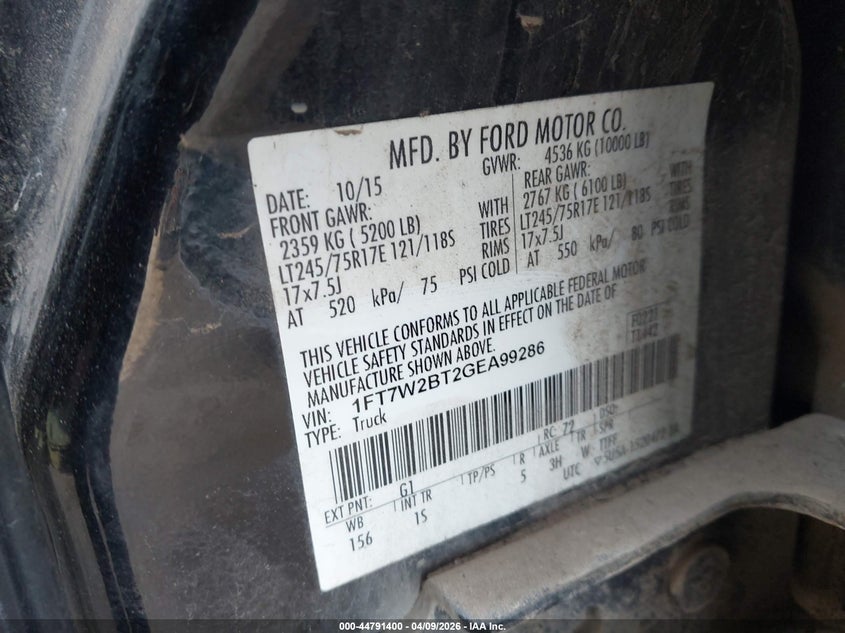 MFD. BY FORD MOTOR CO.
DATE: 10/15
GVWR: 4536 KG (10000 LB)
FRONT GAWR:
REAR GAWR:
2359 KG ( 5200 LB) WITH
2767 KG ( 6100 LB) WITH
LT245/75R17E 121/118S TIRES
LT245/75R17E 121/118S TIRES
17x7.5J RIMS
17x7.5J RIMS
AT 520 kPa/ 75 PSI COLD
AT 550 kPa/ 80 PSI COLD
THIS VEHICLE CONFORMS TO ALL APPLICABLE FEDERAL MOTOR
VEHICLE SAFETY STANDARDS IN EFFECT ON THE DATE OF
MANUFACTURE SHOWN ABOVE.
VIN: 1FT7W2BT2GEA99286
TYPE: Truck
EXT PNT: G1 RC: 72 DSO:
WB INT TR TP/PS R AXLE TR SPR
156 1S 5 3H W
UTC
000-44791400 - 04/09/2026 - IAA Inc.